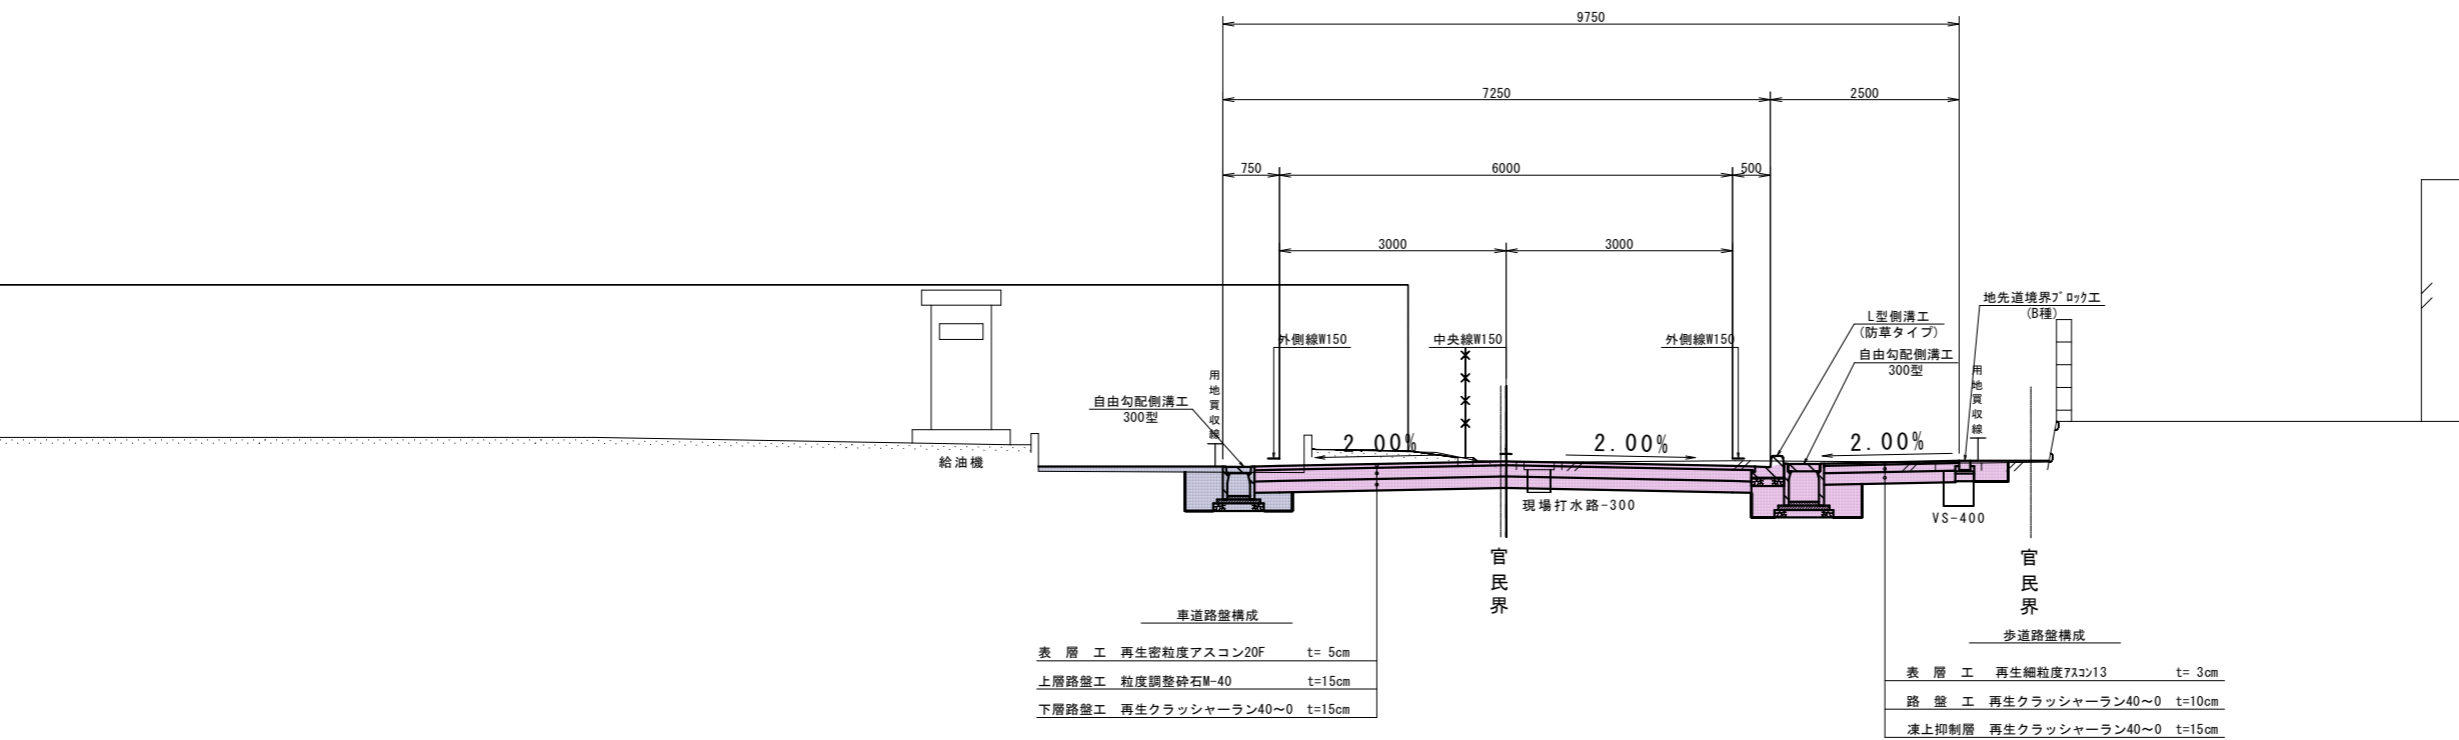 9750
7250
2500
750
6000
500
3000
3000
地先道境界ブロック工
(B種)
L型側溝工
(防草タイプ)
外側線W150
中央線W150
外側線W150
自由勾配側溝工
300型
用地買収線
用地買収線
自由勾配側溝工
300型
2.00%
2.00%
2.00%
給油機
現場打水路-300
VS-400
官民界
官民界
車道路盤構成
表 層 工 再生密粒度アスコン20F t= 5cm
上層路盤工 粒度調整砕石M-40 t=15cm
下層路盤工 再生クラッシャーラン40~0 t=15cm
歩道路盤構成
表 層 工 再生細粒度アスコン13 t= 3cm
路 盤 工 再生クラッシャーラン40~0 t=10cm
凍上抑制層 再生クラッシャーラン40~0 t=15cm